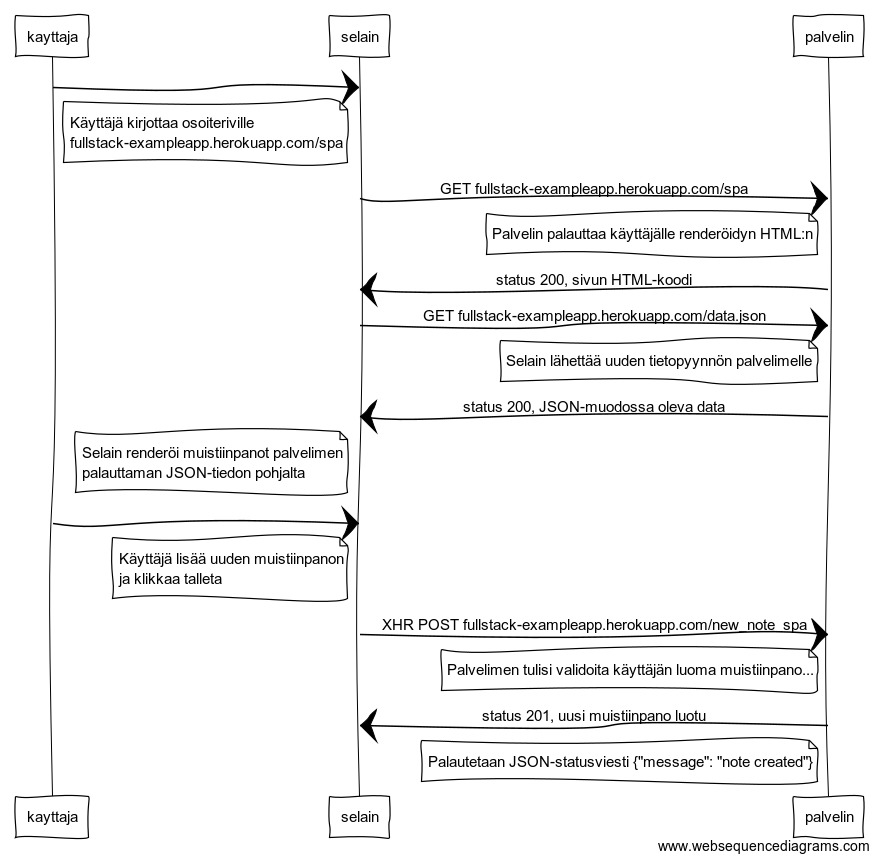 kayttaja
selain
palvelin
Käyttäjä kirjottaa osoiteriville
fullstack-exampleapp.herokuapp.com/spa
GET fullstack-exampleapp.herokuapp.com/spa
Palvelin palauttaa käyttäjälle renderöidyn HTML:n
status 200, sivun HTML-koodi
GET fullstack-exampleapp.herokuapp.com/data.json
Selain lähettää uuden tietopyynnön palvelimelle
status 200, JSON-muodossa oleva data
Selain renderöi muistiinpanot palvelimen
palauttaman JSON-tiedon pohjalta
Käyttäjä lisää uuden muistiinpanon
ja klikkaa talleta
XHR POST fullstack-exampleapp.herokuapp.com/new_note_spa
Palvelimen tulisi validoita käyttäjän luoma muistiinpano...
status 201, uusi muistiinpano luotu
Palautetaan JSON-statusviesti {"message": "note created"}
kayttaja
selain
palvelin
www.websequencediagrams.com